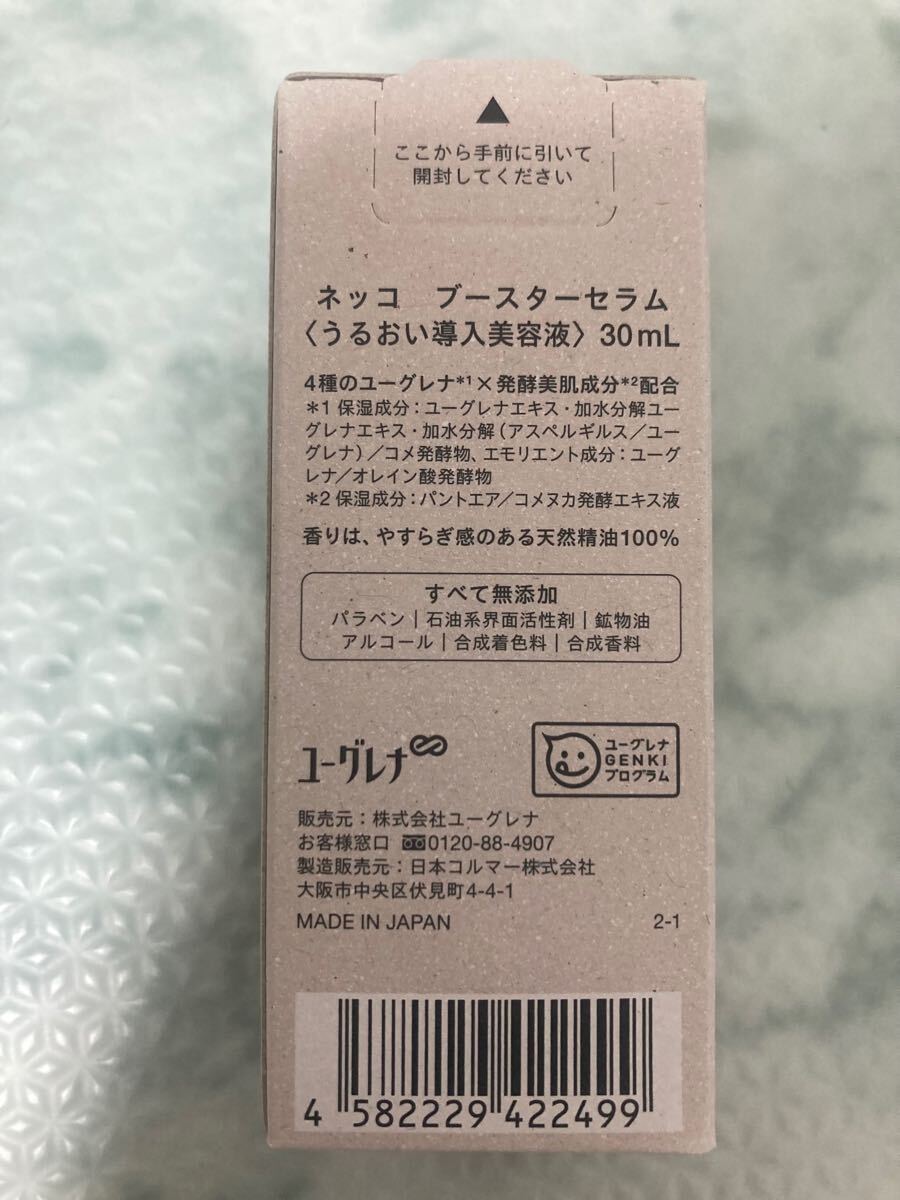 ▲
ここから手前に引いて
開封してください
ネッコ　ブースターセラム
〈うるおい導入美容液〉30mL
4種のユーグレナ*1×発酵美肌成分*2配合
＊1 保湿成分：ユーグレナエキス・加水分解ユー
グレナエキス・加水分解（アスペルギルス／ユー
グレナ）／コメ発酵物、エモリエント成分：ユーグ
レナ／オレイン酸発酵物
＊2 保湿成分：パントエア／コメヌカ発酵エキス液
香りは、やすらぎ感のある天然精油100%
すべて無添加
パラベン｜石油系界面活性剤｜鉱物油
アルコール｜合成着色料｜合成香料
ユーグレナ
ユーグレナ
GENKI
プログラム
販売元：株式会社ユーグレナ
お客様窓口 0120-88-4907
製造販売元：日本コルマー株式会社
大阪市中央区伏見町4-4-1
MADE IN JAPAN 2-1
4 582229 422499